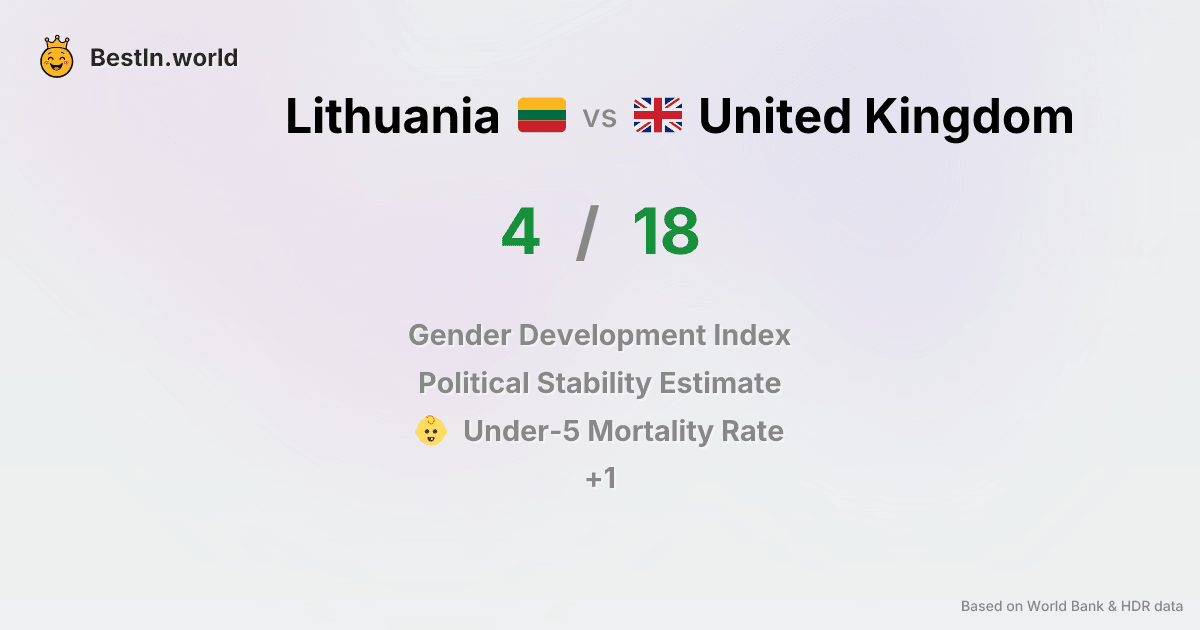 BestIn.world
Lithuania vs United Kingdom
4 / 18
Gender Development Index
Political Stability Estimate
Under-5 Mortality Rate
+1
Based on World Bank & HDR data